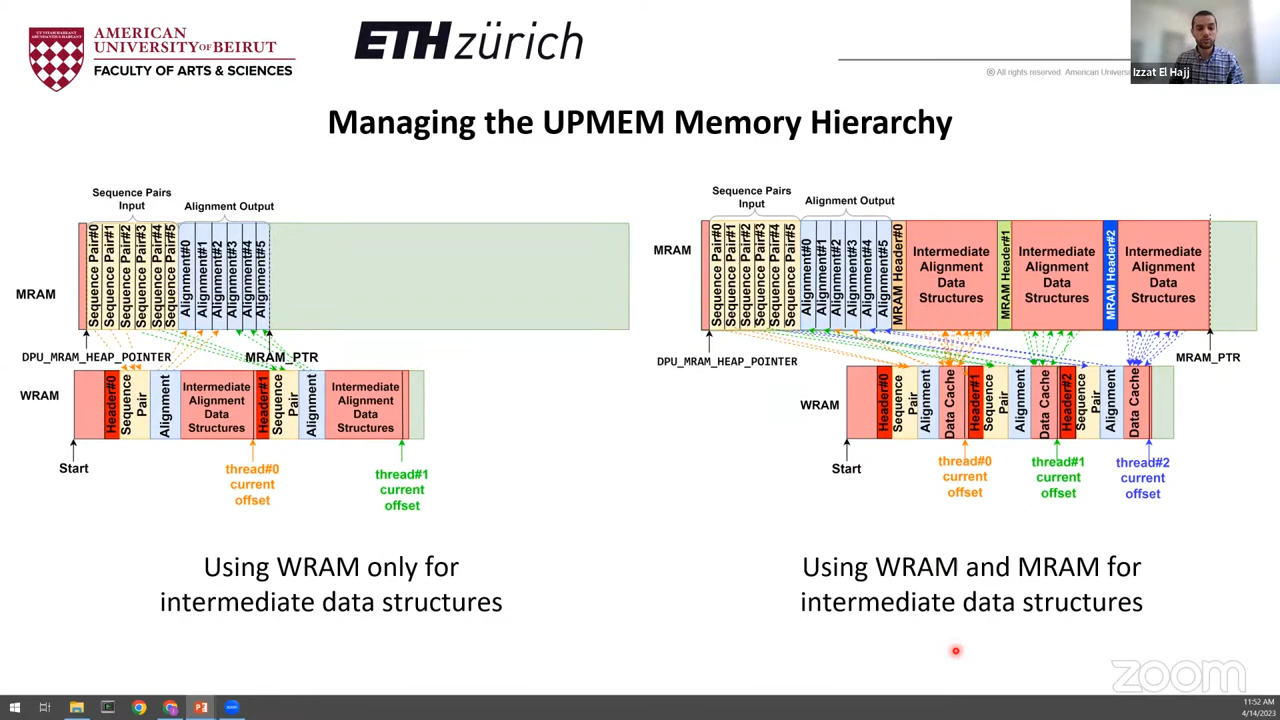 AMERICAN
UNIVERSITY OF BEIRUT
FACULTY OF ARTS & SCIENCES
ETH zürich
All rights reserved. American
Izzat El Hajj
Managing the UPMEM Memory Hierarchy
Sequence Pairs
Input
Alignment Output
MRAM
Sequence Pair#0
Sequence Pair#1
Sequence Pair#2
Sequence Pair#3
Sequence Pair#4
Sequence Pair#5
Alignment#0
Alignment#1
Alignment#2
Alignment#3
Alignment#4
Alignment#5
DPU_MRAM_HEAP_POINTER
MRAM_PTR
WRAM
Header#0
Sequence
Pair
Alignment
Intermediate
Alignment
Data
Structures
Header#1
Sequence
Pair
Alignment
Intermediate
Alignment
Data
Structures
Start
thread#0
current
offset
thread#1
current
offset
Using WRAM only for
intermediate data structures
Sequence Pairs
Input
Alignment Output
MRAM
Sequence Pair#0
Sequence Pair#1
Sequence Pair#2
Sequence Pair#3
Sequence Pair#4
Sequence Pair#5
Alignment#0
Alignment#1
Alignment#2
Alignment#3
Alignment#4
Alignment#5
MRAM Header#0
Intermediate
Alignment
Data
Structures
MRAM Header#1
Intermediate
Alignment
Data
Structures
MRAM Header#2
Intermediate
Alignment
Data
Structures
DPU_MRAM_HEAP_POINTER
MRAM_PTR
WRAM
Header#0
Sequence
Pair
Alignment
Data Cache
Header#1
Sequence
Pair
Alignment
Data Cache
Header#2
Sequence
Pair
Alignment
Data Cache
Start
thread#0
current
offset
thread#1
current
offset
thread#2
current
offset
Using WRAM and MRAM for
intermediate data structures
zoom
11:52 AM
4/14/2023